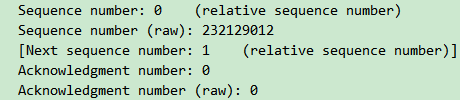 Sequence number: 0    (relative sequence number)
Sequence number (raw): 232129012
[Next sequence number: 1    (relative sequence number)]
Acknowledgment number: 0
Acknowledgment number (raw): 0